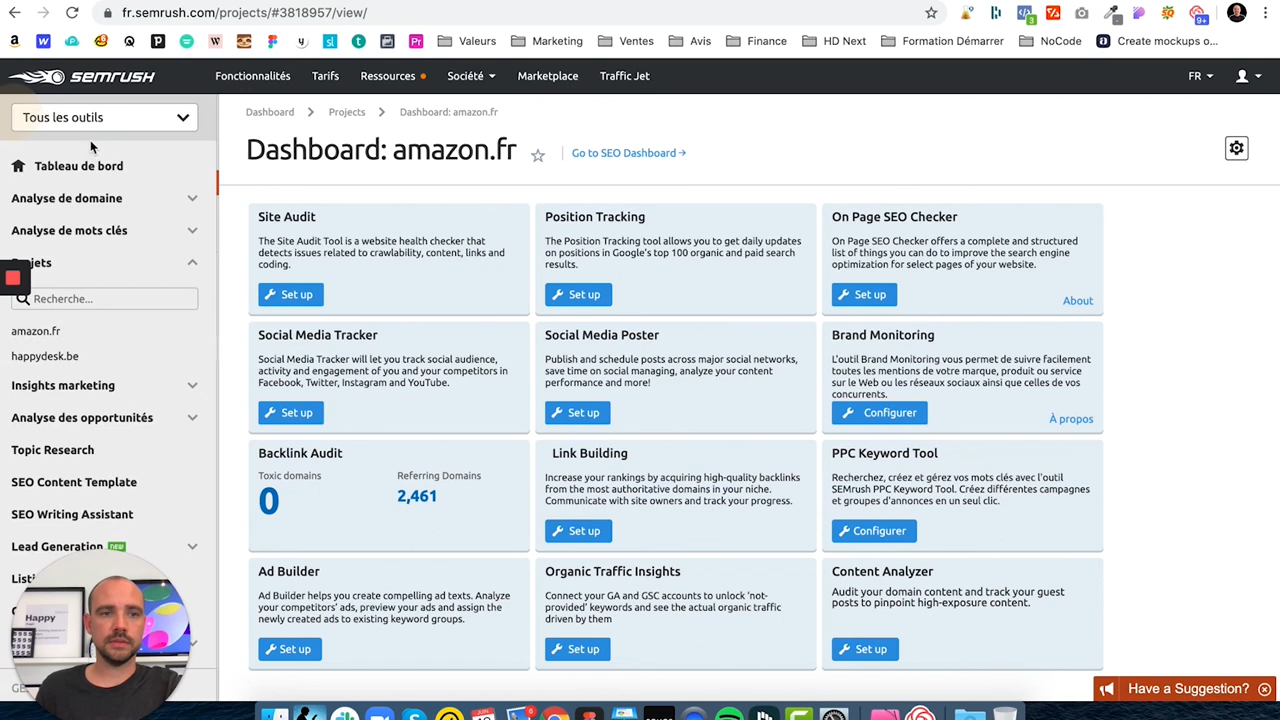 fr.semrush.com/projects/#3818957/view/
3
9+
Valeurs
Marketing
Ventes
Avis
Finance
HD Next
Formation Démarrer
NoCode
Create mockups o...
SEMRUSH
Fonctionnalités
Tarifs
Ressources
Société
Marketplace
Traffic Jet
FR
Tous les outils
Tableau de bord
Analyse de domaine
Analyse de mots clés
jets
Recherche...
amazon.fr
happydesk.be
Insights marketing
Analyse des opportunités
Topic Research
SEO Content Template
SEO Writing Assistant
Lead Generation new
Dashboard
Projects
Dashboard: amazon.fr
Dashboard: amazon.fr
Go to SEO Dashboard →
Site Audit
The Site Audit Tool is a website health checker that
detects issues related to crawlability, content, links and
coding.
Set up
Position Tracking
The Position Tracking tool allows you to get daily updates
on positions in Google's top 100 organic and paid search
results.
Set up
On Page SEO Checker
On Page SEO Checker offers a complete and structured
list of things you can do to improve the search engine
optimization for select pages of your website.
Set up
About
Social Media Tracker
Social Media Tracker will let you track social audience,
activity and engagement of you and your competitors in
Facebook, Twitter, Instagram and YouTube.
Set up
Social Media Poster
Publish and schedule posts across major social networks,
save time on social managing, analyze your content
performance and more!
Set up
Brand Monitoring
L'outil Brand Monitoring vous permet de suivre facilement
toutes les mentions de votre marque, produit ou service
sur le Web ou les réseaux sociaux ainsi que celles de vos
concurrents.
Configurer
À propos
Backlink Audit
Toxic domains
0
Referring Domains
2,461
Link Building
Increase your rankings by acquiring high-quality backlinks
from the most authoritative domains in your niche.
Communicate with site owners and track your progress.
Set up
PPC Keyword Tool
Recherchez, créez et gérez vos mots clés avec l'outil
SEMrush PPC Keyword Tool. Créez différentes campagnes
et groupes d'annonces en un seul clic.
Configurer
Ad Builder
Ad Builder helps you create compelling ad texts. Analyze
your competitors' ads, preview your ads and assign the
newly created ads to existing keyword groups.
Set up
Organic Traffic Insights
Connect your GA and GSC accounts to unlock 'not-
provided' keywords and see the actual organic traffic
driven by them
Set up
Content Analyzer
Audit your domain content and track your guest
posts to pinpoint high-exposure content.
Set up
Happy
Have a Suggestion?